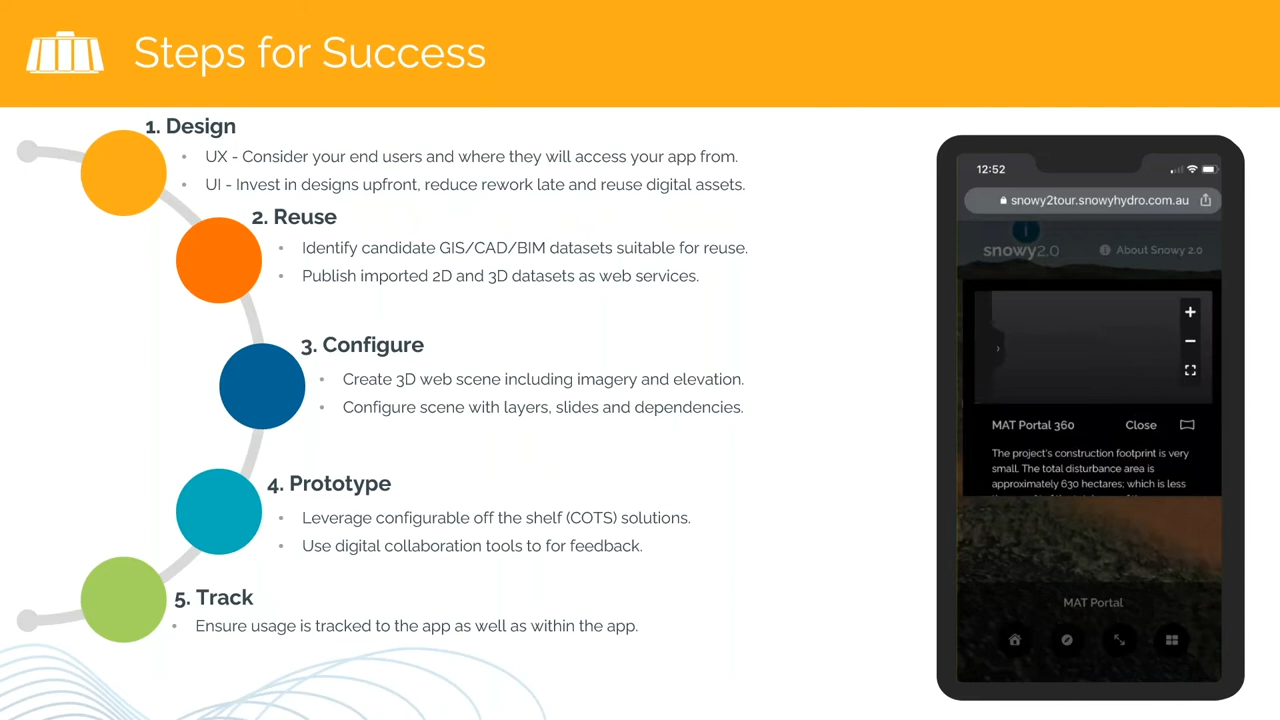 Steps for Success
1. Design
• UX - Consider your end users and where they will access your app from.
• UI - Invest in designs upfront, reduce rework late and reuse digital assets.
2. Reuse
• Identify candidate GIS/CAD/BIM datasets suitable for reuse.
• Publish imported 2D and 3D datasets as web services.
3. Configure
• Create 3D web scene including imagery and elevation.
• Configure scene with layers, slides and dependencies.
4. Prototype
• Leverage configurable off the shelf (COTS) solutions.
• Use digital collaboration tools to for feedback.
5. Track
• Ensure usage is tracked to the app as well as within the app.
12:52
snowy2tour.snowyhydro.com.au
snowy2.0
About Snowy 2.0
MAT Portal 360 Close
The project's construction footprint is very
small. The total disturbance area is
approximately 630 hectares; which is less
MAT Portal